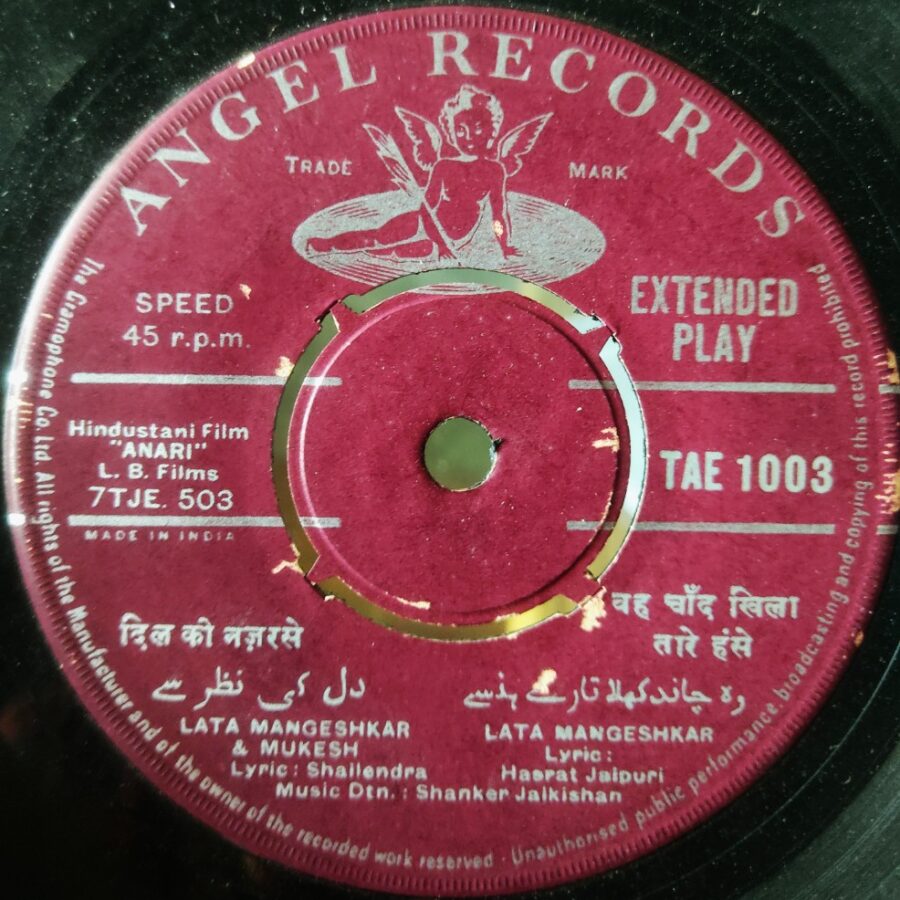 ANGEL RECORDS
TRADE MARK
SPEED
45 r.p.m.
EXTENDED
PLAY
Hindustani Film
"ANARI"
L. B. Films
7TJE. 503
MADE IN INDIA
TAE 1003
दिल की नज़रसे
دل کی نظر سے
LATA MANGESHKAR
& MUKESH
Lyric : Shailendra
वह चाँद खिला
तारे हंसे
وہ چاند کھلا تارے ہنسے
LATA MANGESHKAR
Lyric :
Hasrat Jaipuri
Music Dtn. : Shanker Jaikishan
The Gramophone Co. Ltd. All rights of the Manufacturer and of the owner of the recorded work reserved · Unauthorised public performance, broadcasting and copying of this record prohibited